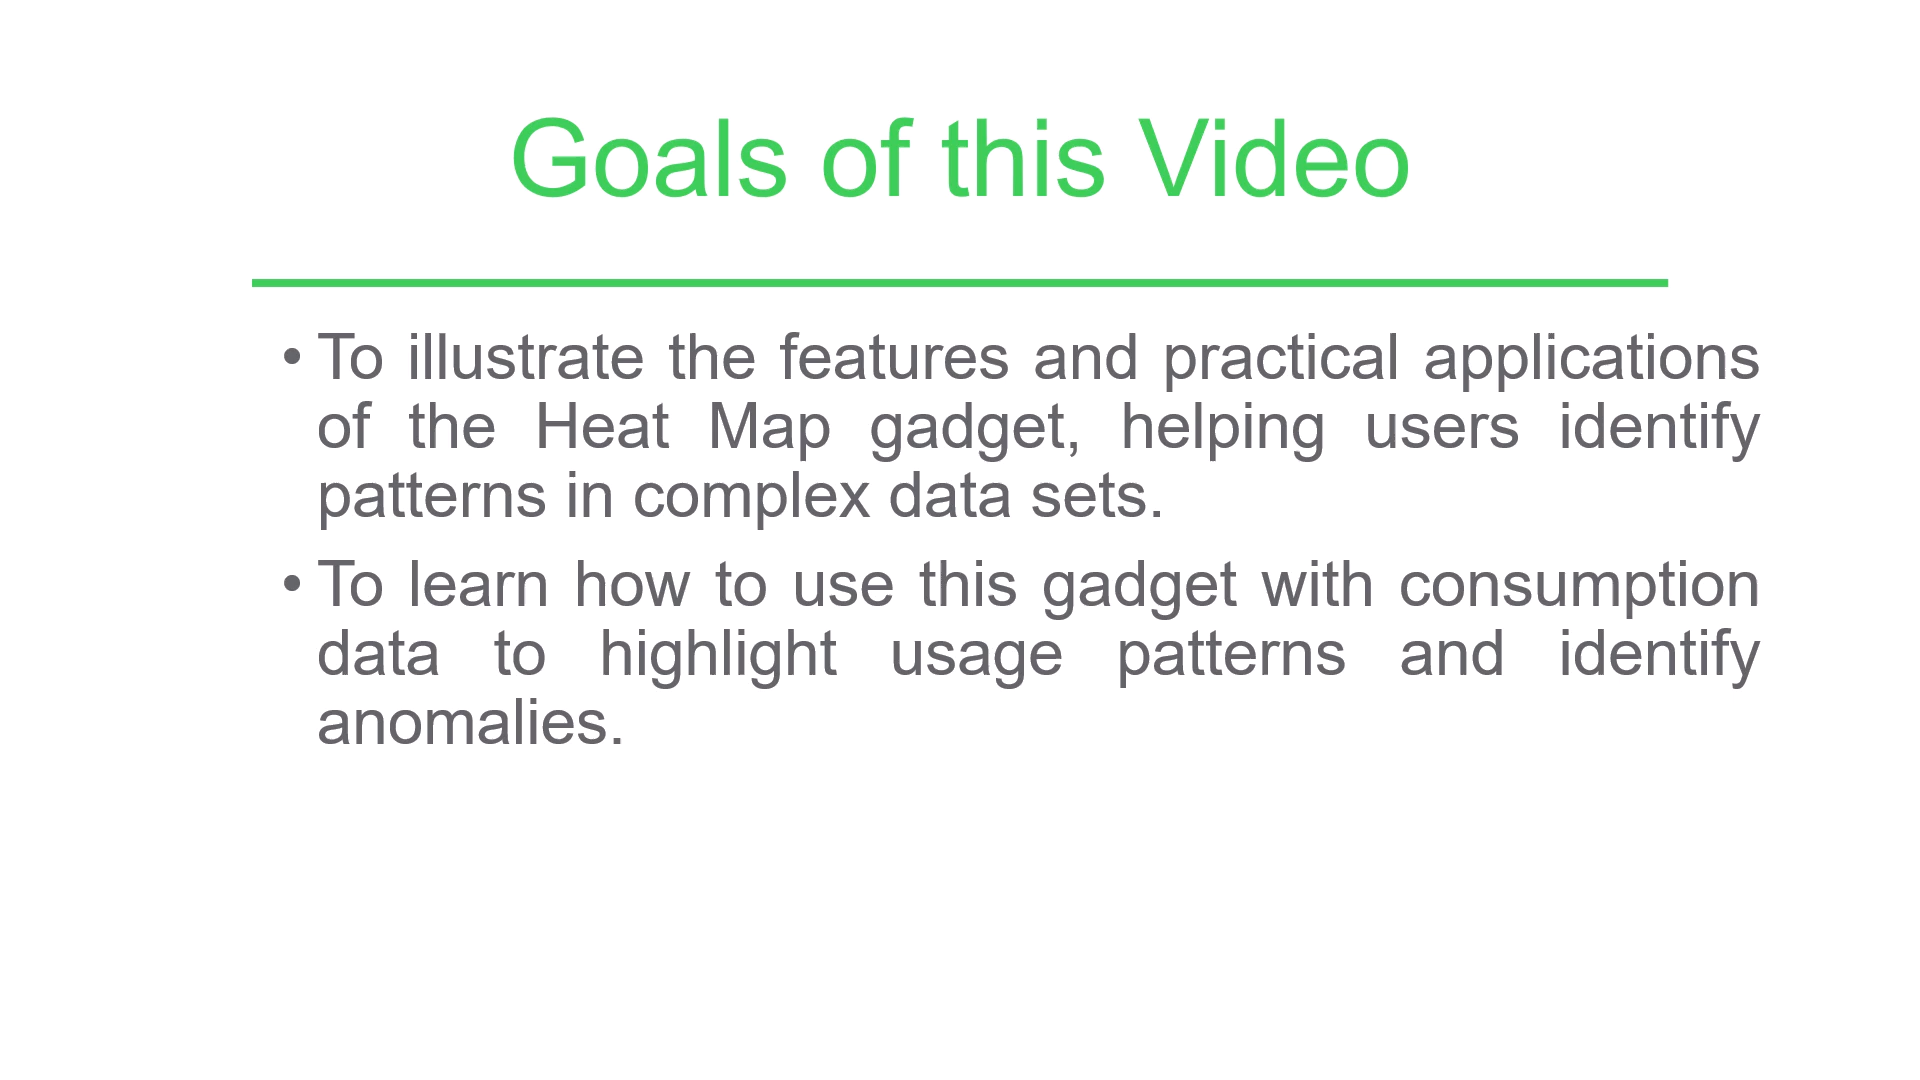 Goals of this Video
• To illustrate the features and practical applications
of the Heat Map gadget, helping users identify
patterns in complex data sets.
• To learn how to use this gadget with consumption
data to highlight usage patterns and identify
anomalies.